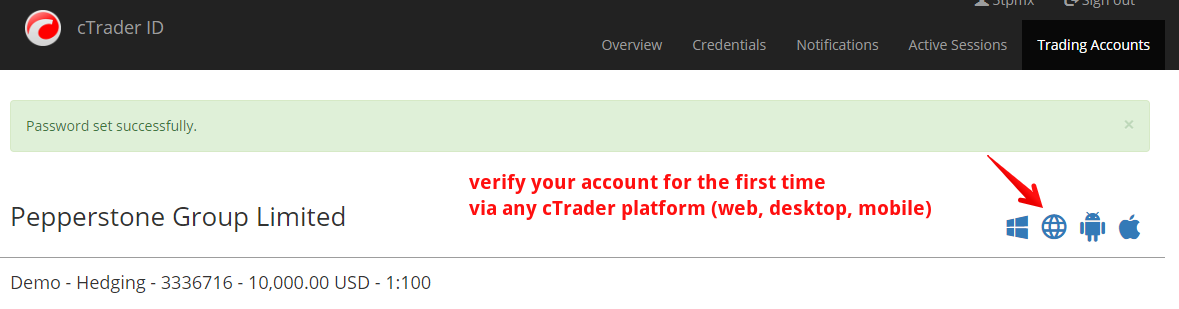 Stpmx Sign out
cTrader ID
Overview Credentials Notifications Active Sessions Trading Accounts
Password set successfully. ×
verify your account for the first time
via any cTrader platform (web, desktop, mobile)
Pepperstone Group Limited
Demo - Hedging - 3336716 - 10,000.00 USD - 1:100